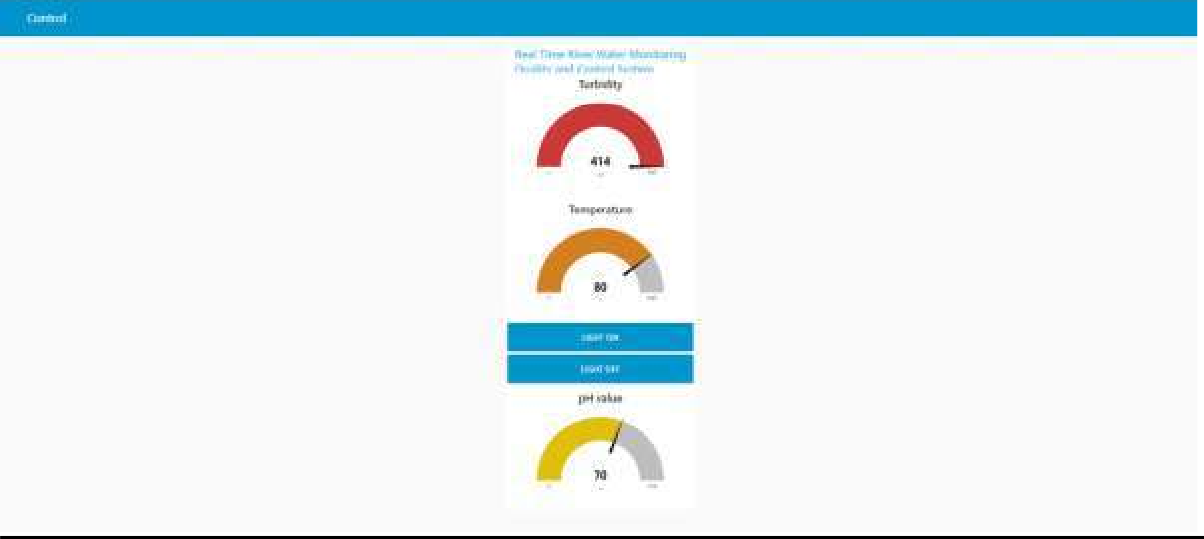 Control
Real Time River Water Monitoring
Quality and Control System
Turbidity
414
Temperature
80
LIGHT ON
LIGHT OFF
pH value
70